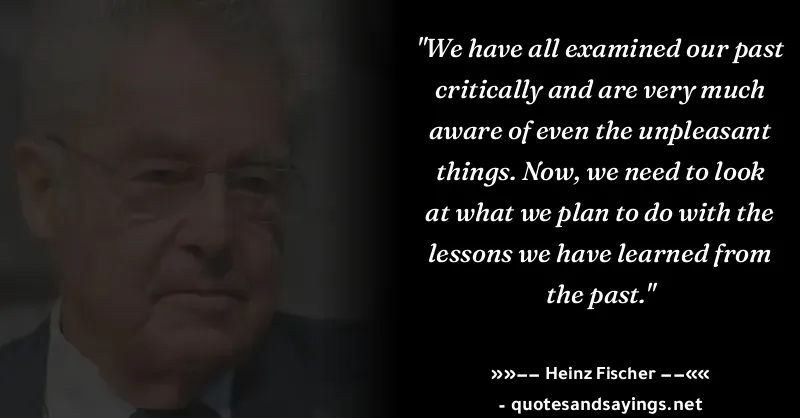 "We have all examined our past
critically and are very much
aware of even the unpleasant
things. Now, we need to look
at what we plan to do with the
lessons we have learned from
the past."
»»−− Heinz Fischer −−««
- quotesandsayings.net